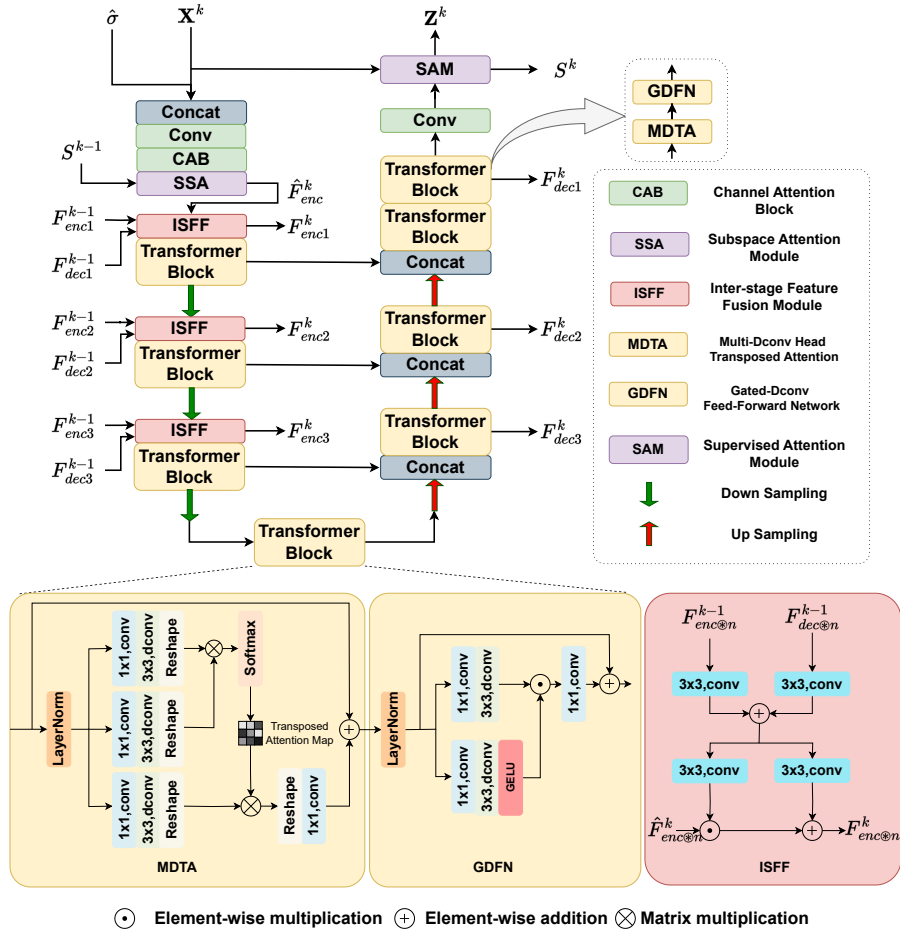 σ̂
X^k
Z^k
SAM
S^k
Concat
Conv
CAB
SSA
S^{k-1}
F̂^k_{enc}
F^{k-1}_{enc1}
F^{k-1}_{dec1}
ISFF
F^k_{enc1}
Transformer
Block
F^{k-1}_{enc2}
F^{k-1}_{dec2}
ISFF
F^k_{enc2}
Transformer
Block
F^{k-1}_{enc3}
F^{k-1}_{dec3}
ISFF
F^k_{enc3}
Transformer
Block
Transformer
Block
Conv
Transformer
Block
F^k_{dec1}
Transformer
Block
Concat
Transformer
Block
F^k_{dec2}
Concat
Transformer
Block
F^k_{dec3}
Concat
GDFN
MDTA
CAB
Channel Attention
Block
SSA
Subspace Attention
Module
ISFF
Inter-stage Feature
Fusion Module
MDTA
Multi-Dconv Head
Transposed Attention
GDFN
Gated-Dconv
Feed-Forward Network
SAM
Supervised Attention
Module
Down Sampling
Up Sampling
LayerNorm
1x1,conv
3x3,dconv
Reshape
1x1,conv
3x3,dconv
Reshape
1x1,conv
3x3,dconv
Reshape
Softmax
Transposed
Attention Map
Reshape
1x1,conv
MDTA
LayerNorm
1x1,conv
3x3,dconv
1x1,conv
3x3,dconv
GELU
1x1,conv
GDFN
F^{k-1}_{enc⊛n}
F^{k-1}_{dec⊛n}
3x3,conv
3x3,conv
3x3,conv
3x3,conv
F̂^k_{enc⊛n}
F^k_{enc⊛n}
ISFF
Element-wise multiplication
Element-wise addition
Matrix multiplication